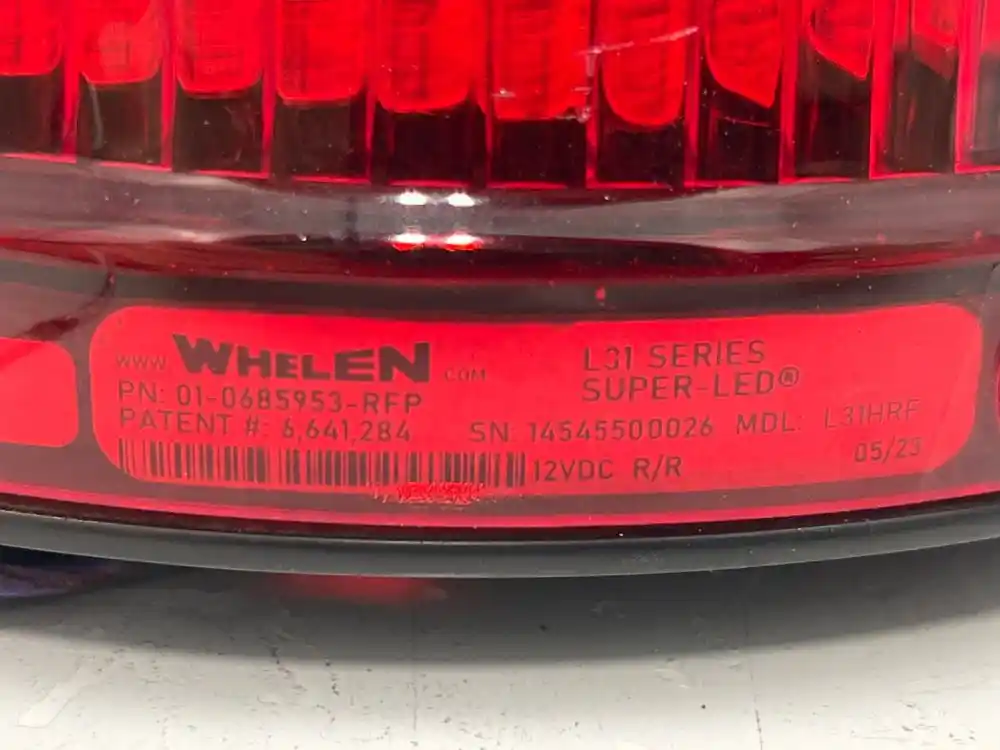 www. WHELEN .COM
L31 SERIES
SUPER-LED®
PN: 01-0685953-RFP
PATENT #: 6,641,284 SN: 14545500026 MDL: L31HRF
12VDC R/R 05/23